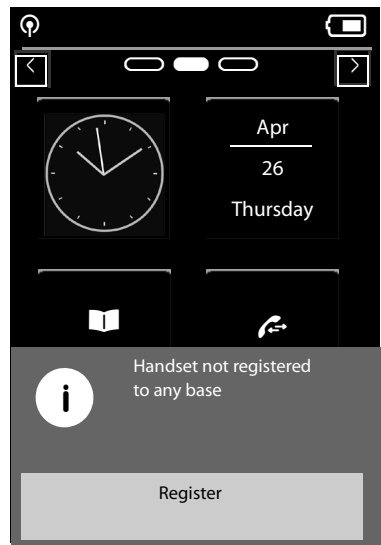 Apr
26
Thursday
Handset not registered
to any base
Register